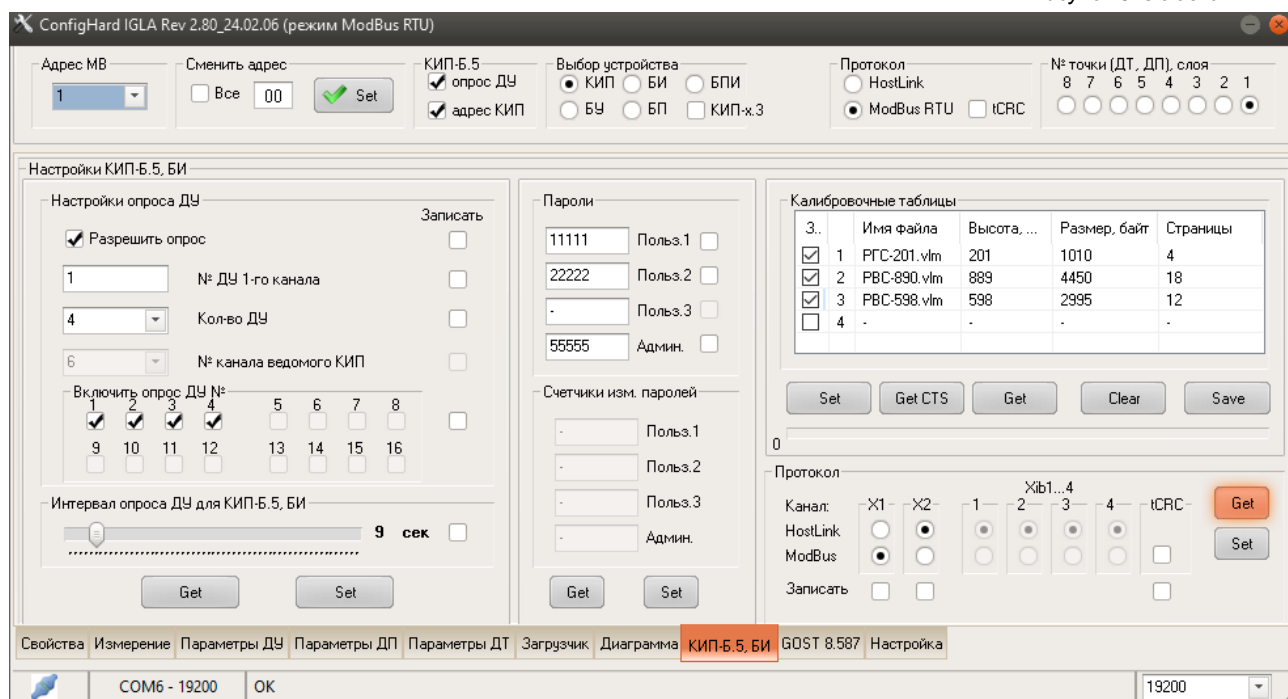 ConfigHard IGLA Rev 2.80_24.02.06 (режим ModBus RTU)
Адрес МВ
1
Сменить адрес
Все 00 Set
КИП-Б.5
опрос ДУ
адрес КИП
Выбор устройства
КИП БИ БПИ
БУ БП КИП-х.3
Протокол
HostLink
ModBus RTU tCRC
№ точки (ДТ, ДП), слоя
8 7 6 5 4 3 2 1
Настройки КИП-Б.5, БИ
Настройки опроса ДУ
Записать
Разрешить опрос
1 № ДУ 1-го канала
4 Кол-во ДУ
6 № канала ведомого КИП
Включить опрос ДУ №
1 2 3 4 5 6 7 8
9 10 11 12 13 14 15 16
Интервал опроса ДУ для КИП-Б.5, БИ
9 сек
Get Set
Пароли
11111 Польз.1
22222 Польз.2
- Польз.3
55555 Админ.
Счетчики изм. паролей
- Польз.1
- Польз.2
- Польз.3
- Админ.
Get Set
Калибровочные таблицы
З.. Имя файла Высота, ... Размер, байт Страницы
1 РГС-201.vlm 201 1010 4
2 РВС-890.vlm 889 4450 18
3 РВС-598.vlm 598 2995 12
4 - - - -
Set Get CTS Get Clear Save
0
Протокол
Xib1...4
Канал: X1 X2 1 2 3 4 tCRC
HostLink
ModBus
Записать
Get
Set
Свойства Измерение Параметры ДУ Параметры ДП Параметры ДТ Загрузчик Диаграмма КИП-Б.5, БИ GOST 8.587 Настройка
COM6 - 19200 OK 19200